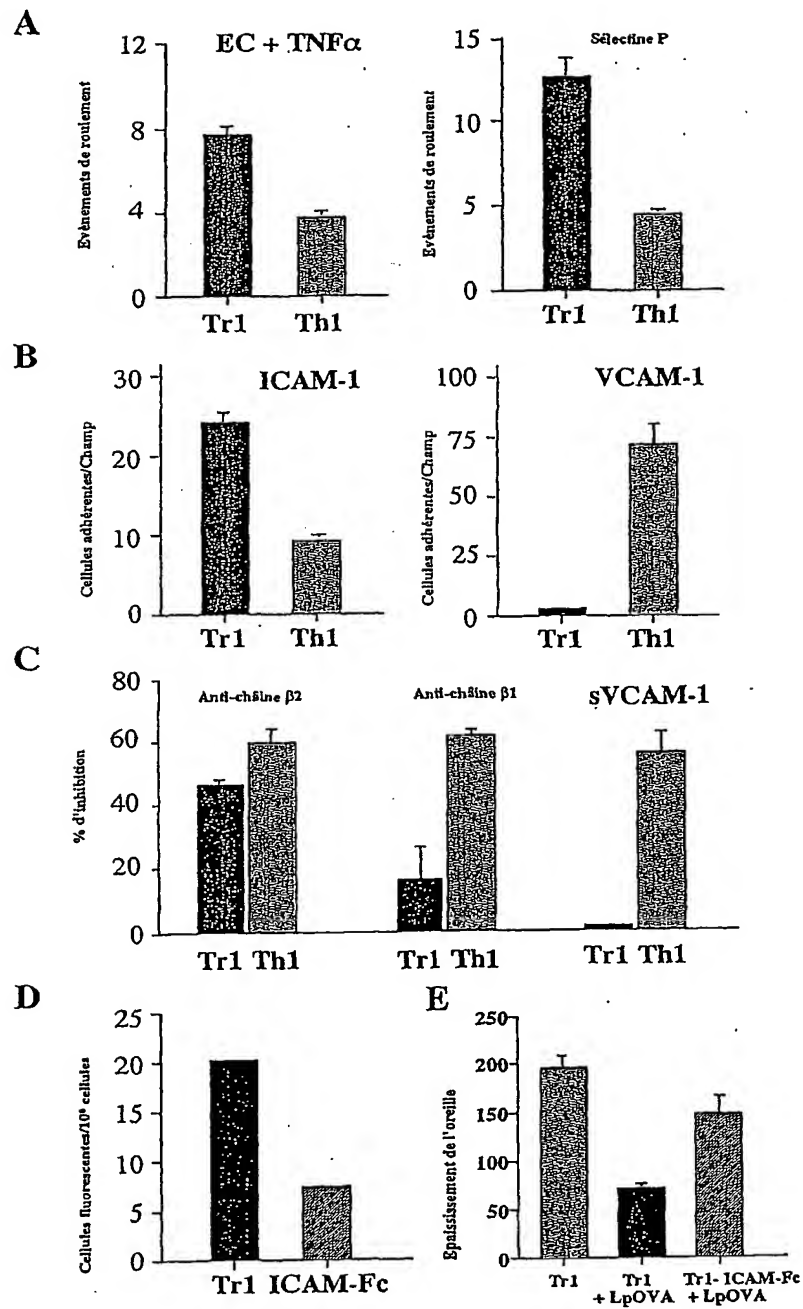 A
EC + TNFα
Evènements de roulement
12
8
4
0
Tr1 Th1
Sélectine P
Evènements de roulement
15
10
5
0
Tr1 Th1
B
ICAM-1
Cellules adhérentes/Champ
30
20
10
0
Tr1 Th1
VCAM-1
Cellules adhérentes/Champ
100
75
50
25
0
Tr1 Th1
C
% d'inhibition
80
60
40
20
0
Anti-chaîne β2
Anti-chaîne β1
sVCAM-1
Tr1 Th1
Tr1 Th1
Tr1 Th1
D
Cellules fluorescentes/10⁶ cellules
25
20
15
10
5
0
Tr1 ICAM-Fc
E
Epaississement de l'oreille
250
200
150
100
50
0
Tr1
Tr1
+ LpOVA
Tr1- ICAM-Fc
+ LpOVA